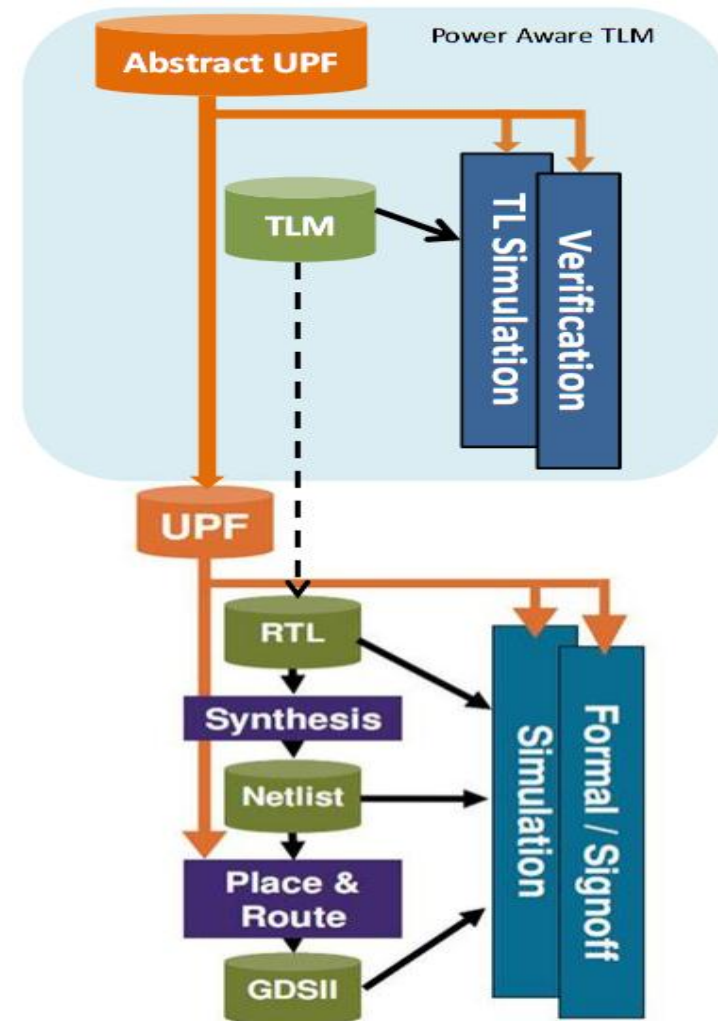 Power Aware TLM
Abstract UPF
TLM
TL Simulation
Verification
UPF
RTL
Synthesis
Netlist
Place &
Route
GDSII
Simulation
Formal / Signoff